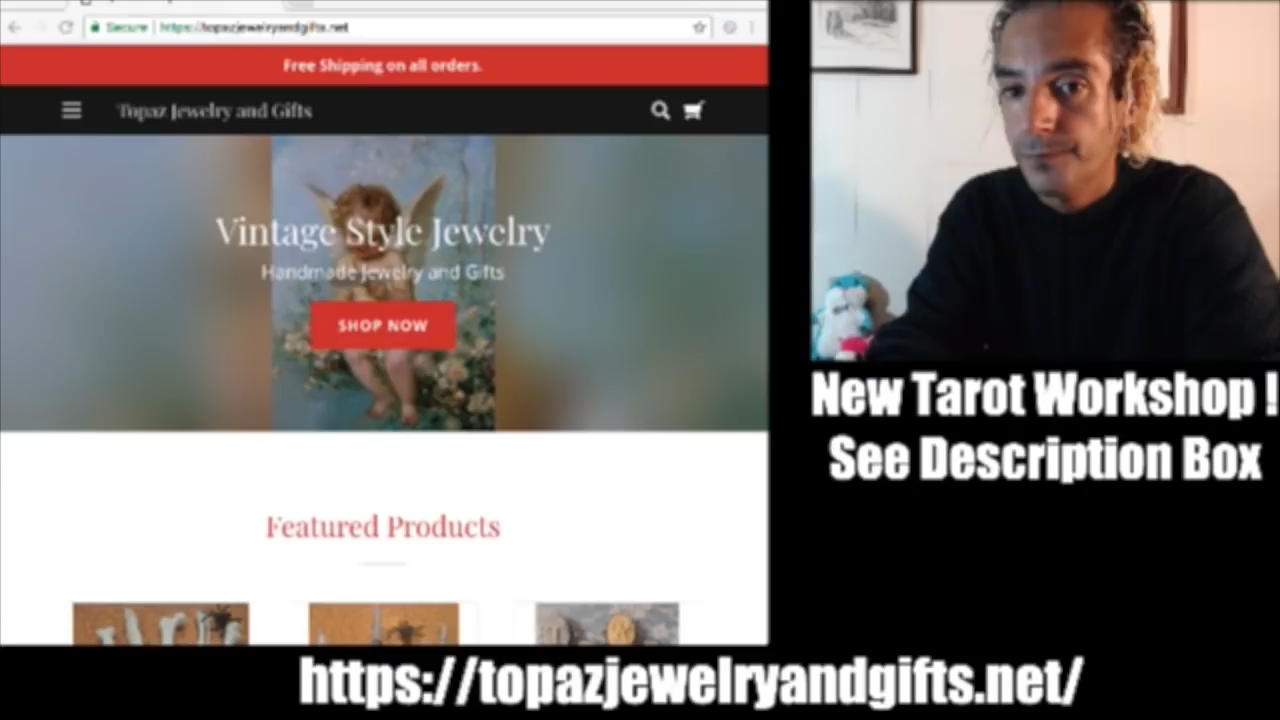 Secure | https://topazjewelryandgifts.net
Free Shipping on all orders.
Topaz Jewelry and Gifts
Vintage Style Jewelry
Handmade Jewelry and Gifts
SHOP NOW
Featured Products
New Tarot Workshop !
See Description Box
https://topazjewelryandgifts.net/